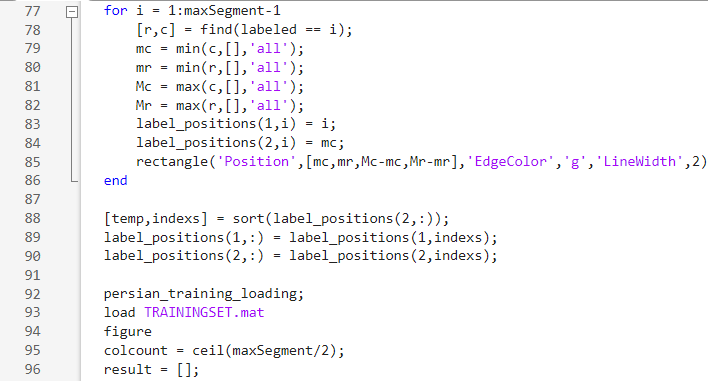 77 for i = 1:maxSegment-1
78 [r,c] = find(labeled == i);
79 mc = min(c,[],'all');
80 mr = min(r,[],'all');
81 Mc = max(c,[],'all');
82 Mr = max(r,[],'all');
83 label_positions(1,i) = i;
84 label_positions(2,i) = mc;
85 rectangle('Position',[mc,mr,Mc-mc,Mr-mr],'EdgeColor','g','LineWidth',2)
86 end
87
88 [temp,indexs] = sort(label_positions(2,:));
89 label_positions(1,:) = label_positions(1,indexs);
90 label_positions(2,:) = label_positions(2,indexs);
91
92 persian_training_loading;
93 load TRAININGSET.mat
94 figure
95 colcount = ceil(maxSegment/2);
96 result = [];